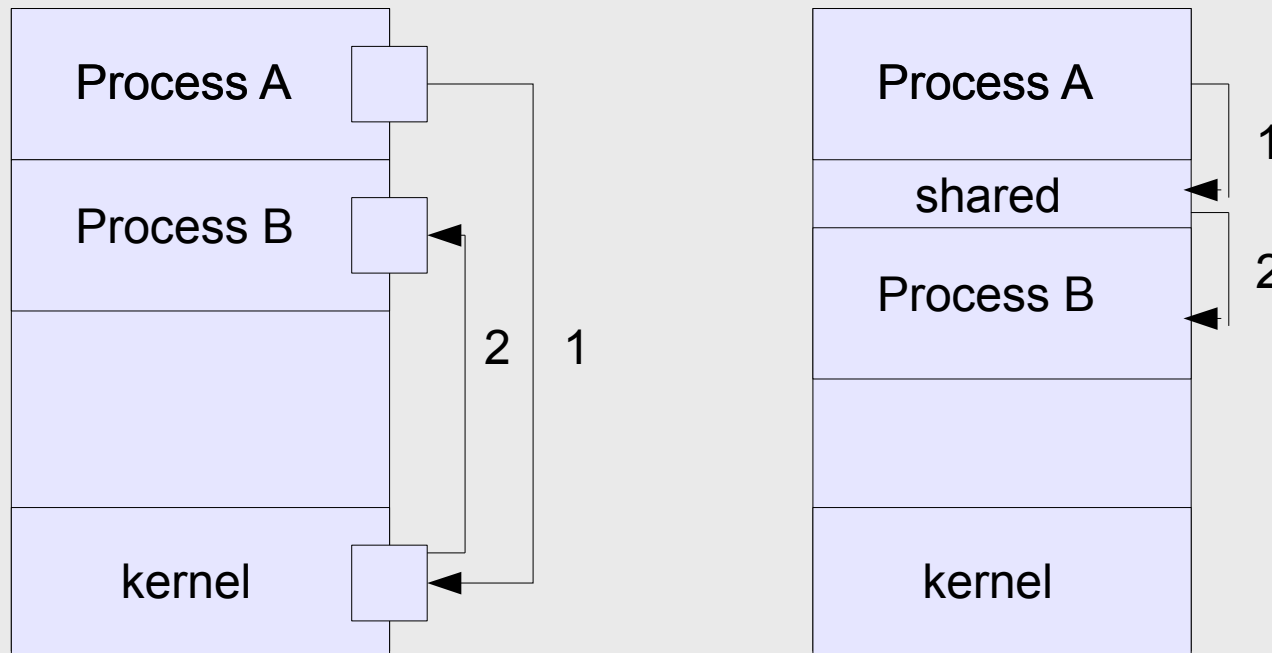 Process A
Process B
2
1
kernel
Process A
1
shared
2
Process B
kernel